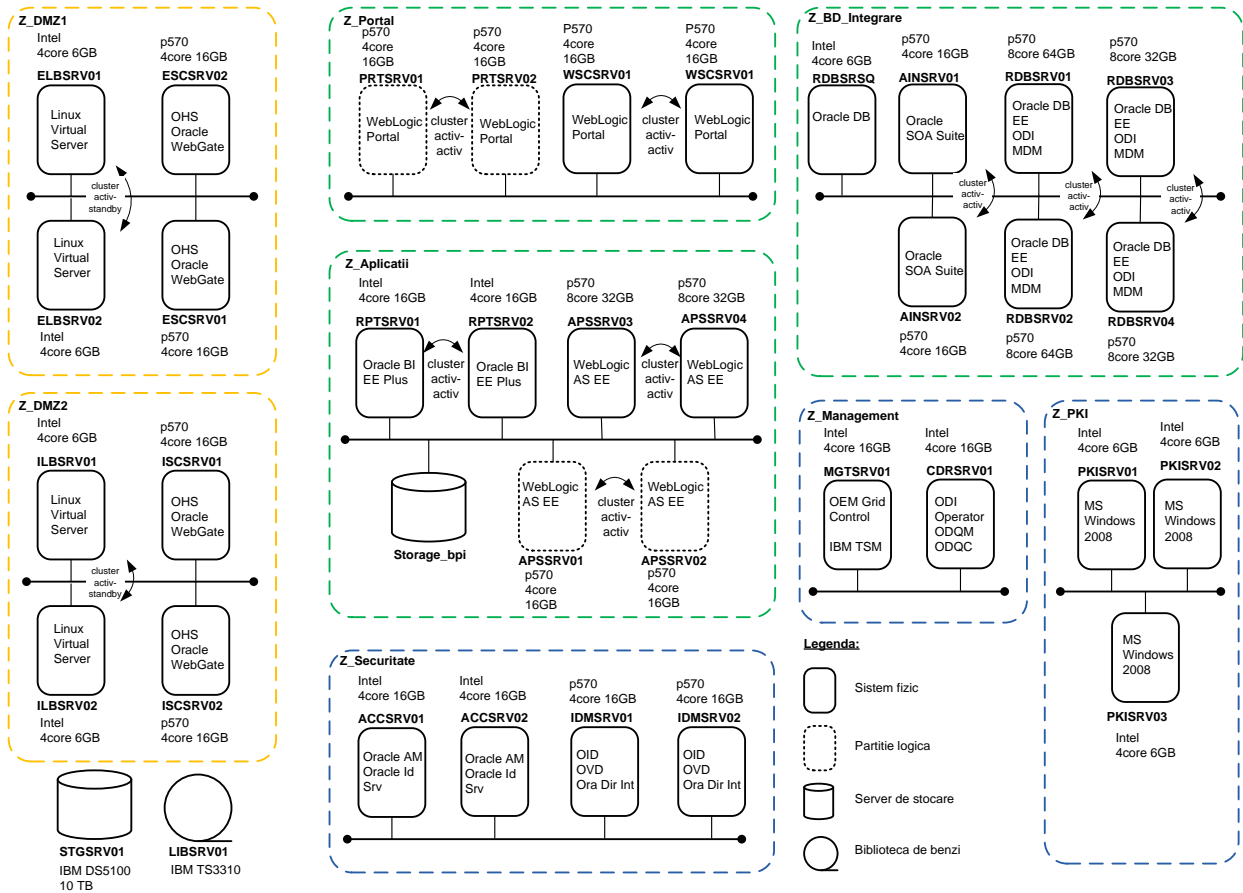 Z_DMZ1
Intel
4core 6GB
ELBSRV01
Linux
Virtual
Server
p570
4core 16GB
ESCSRV02
OHS
Oracle
WebGate
cluster
activ-
standby
Linux
Virtual
Server
ELBSRV02
Intel
4core 6GB
OHS
Oracle
WebGate
ESCSRV01
p570
4core 16GB
Z_DMZ2
Intel
4core 6GB
ILBSRV01
Linux
Virtual
Server
p570
4core 16GB
ISCSRV01
OHS
Oracle
WebGate
cluster
activ-
standby
Linux
Virtual
Server
ILBSRV02
Intel
4core 6GB
OHS
Oracle
WebGate
ISCSRV02
p570
4core 16GB
STGSRV01
IBM DS5100
10 TB
LIBSRV01
IBM TS3310
Z_Portal
p570
4core
16GB
PRTSRV01
WebLogic
Portal
cluster
activ-
activ
p570
4core
16GB
PRTSRV02
WebLogic
Portal
P570
4core
16GB
WSCSRV01
WebLogic
Portal
cluster
activ-
activ
P570
4core
16GB
WSCSRV01
WebLogic
Portal
Z_Aplicatii
Intel
4core 16GB
RPTSRV01
Oracle BI
EE Plus
cluster
activ-
activ
Intel
4core 16GB
RPTSRV02
Oracle BI
EE Plus
p570
8core 32GB
APSSRV03
WebLogic
AS EE
cluster
activ-
activ
p570
8core 32GB
APSSRV04
WebLogic
AS EE
Storage_bpi
WebLogic
AS EE
APSSRV01
p570
4core
16GB
cluster
activ-
activ
WebLogic
AS EE
APSSRV02
p570
4core
16GB
Z_Securitate
Intel
4core 16GB
ACCSRV01
Oracle AM
Oracle Id
Srv
Intel
4core 16GB
ACCSRV02
Oracle AM
Oracle Id
Srv
p570
4core 16GB
IDMSRV01
OID
OVD
Ora Dir Int
p570
4core 16GB
IDMSRV02
OID
OVD
Ora Dir Int
Z_BD_Integrare
Intel
4core 6GB
RDBSRSQ
Oracle DB
p570
4core 16GB
AINSRV01
Oracle
SOA Suite
p570
8core 64GB
RDBSRV01
Oracle DB
EE
ODI
MDM
p570
8core 32GB
RDBSRV03
Oracle DB
EE
ODI
MDM
cluster
activ-
activ
cluster
activ-
activ
cluster
activ-
activ
Oracle
SOA Suite
AINSRV02
p570
4core 16GB
Oracle DB
EE
ODI
MDM
RDBSRV02
p570
8core 64GB
Oracle DB
EE
ODI
MDM
RDBSRV04
p570
8core 32GB
Z_Management
Intel
4core 16GB
MGTSRV01
OEM Grid
Control
IBM TSM
Intel
4core 16GB
CDRSRV01
ODI
Operator
ODQM
ODQC
Z_PKI
Intel
4core 6GB
PKISRV01
MS
Windows
2008
Intel
4core 6GB
PKISRV02
MS
Windows
2008
MS
Windows
2008
PKISRV03
Intel
4core 6GB
Legenda:
Sistem fizic
Partitie logica
Server de stocare
Biblioteca de benzi